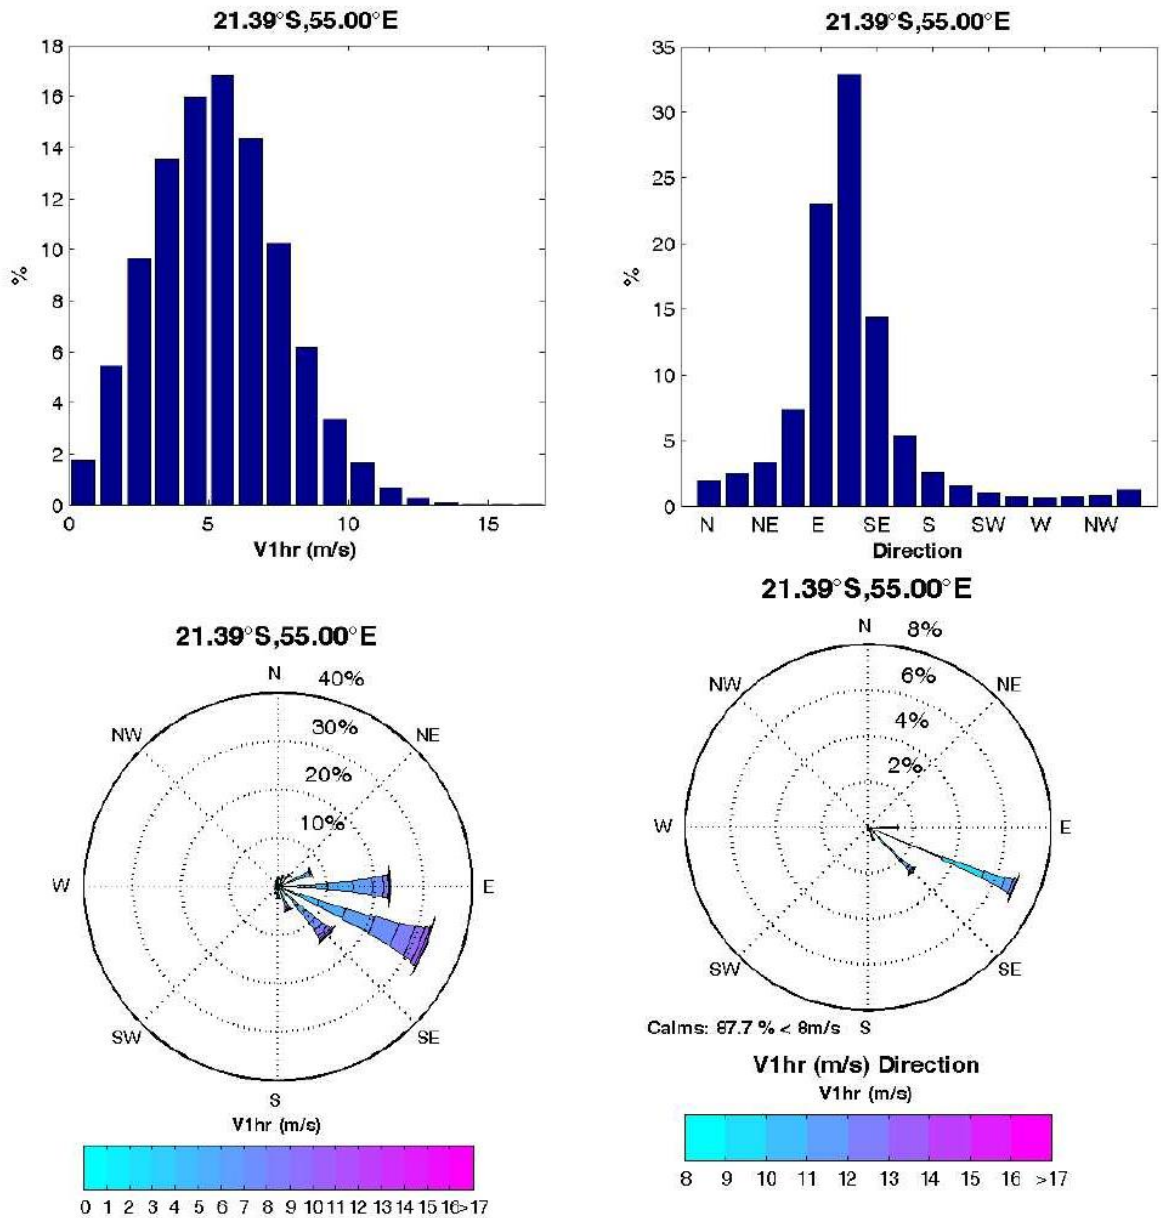 21.39°S,55.00°E
18
16
14
12
10
8
6
4
2
0
%
0 5 10 15
V1hr (m/s)
21.39°S,55.00°E
35
30
25
20
15
10
5
0
%
N NE E SE S SW W NW
Direction
21.39°S,55.00°E
N
40%
30%
20%
10%
NW
NE
W
E
SW
SE
S
V1hr (m/s)
0 1 2 3 4 5 6 7 8 9 10 11 12 13 14 15 16 >17
21.39°S,55.00°E
N
8%
6%
4%
2%
NW
NE
W
E
SW
SE
Calms: 87.7 % < 8m/s S
V1hr (m/s) Direction
V1hr (m/s)
8 9 10 11 12 13 14 15 16 >17